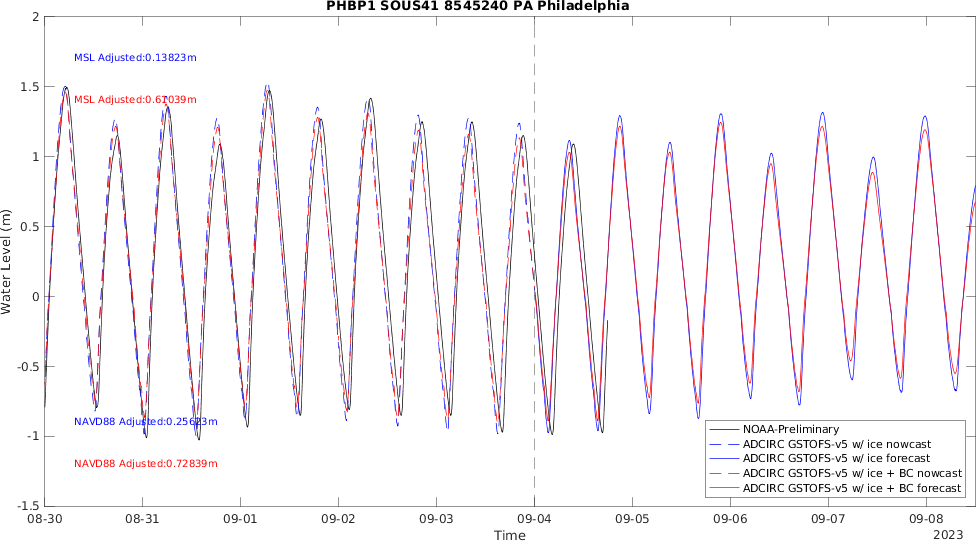 PHBP1 SOUS41 8545240 PA Philadelphia
2
1.5
1
0.5
0
-0.5
-1
-1.5
Water Level (m)
MSL Adjusted:0.13823m
MSL Adjusted:0.61039m
NAVD88 Adjusted:0.25623m
NAVD88 Adjusted:0.72839m
NOAA-Preliminary
ADCIRC GSTOFS-v5 w/ ice nowcast
ADCIRC GSTOFS-v5 w/ ice forecast
ADCIRC GSTOFS-v5 w/ ice + BC nowcast
ADCIRC GSTOFS-v5 w/ ice + BC forecast
08-30 08-31 09-01 09-02 09-03 09-04 09-05 09-06 09-07 09-08
Time
2023